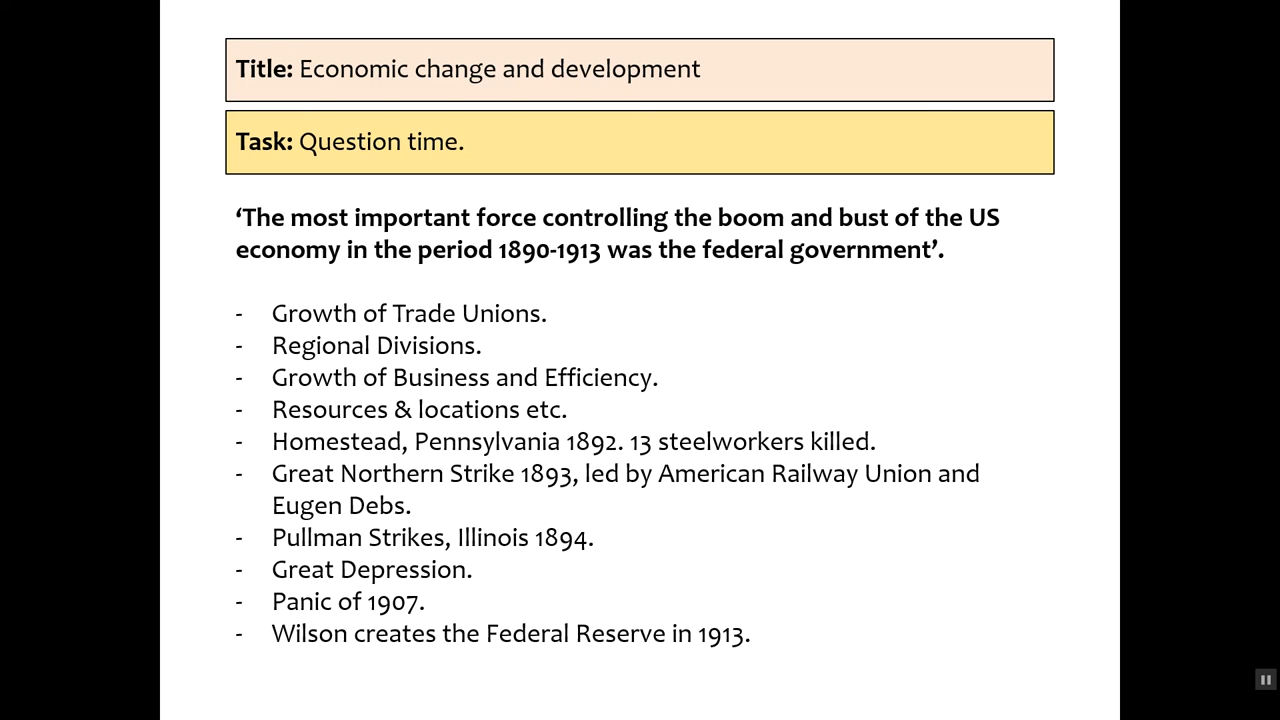 Title: Economic change and development
Task: Question time.
‘The most important force controlling the boom and bust of the US
economy in the period 1890-1913 was the federal government’.
- Growth of Trade Unions.
- Regional Divisions.
- Growth of Business and Efficiency.
- Resources & locations etc.
- Homestead, Pennsylvania 1892. 13 steelworkers killed.
- Great Northern Strike 1893, led by American Railway Union and
Eugen Debs.
- Pullman Strikes, Illinois 1894.
- Great Depression.
- Panic of 1907.
- Wilson creates the Federal Reserve in 1913.